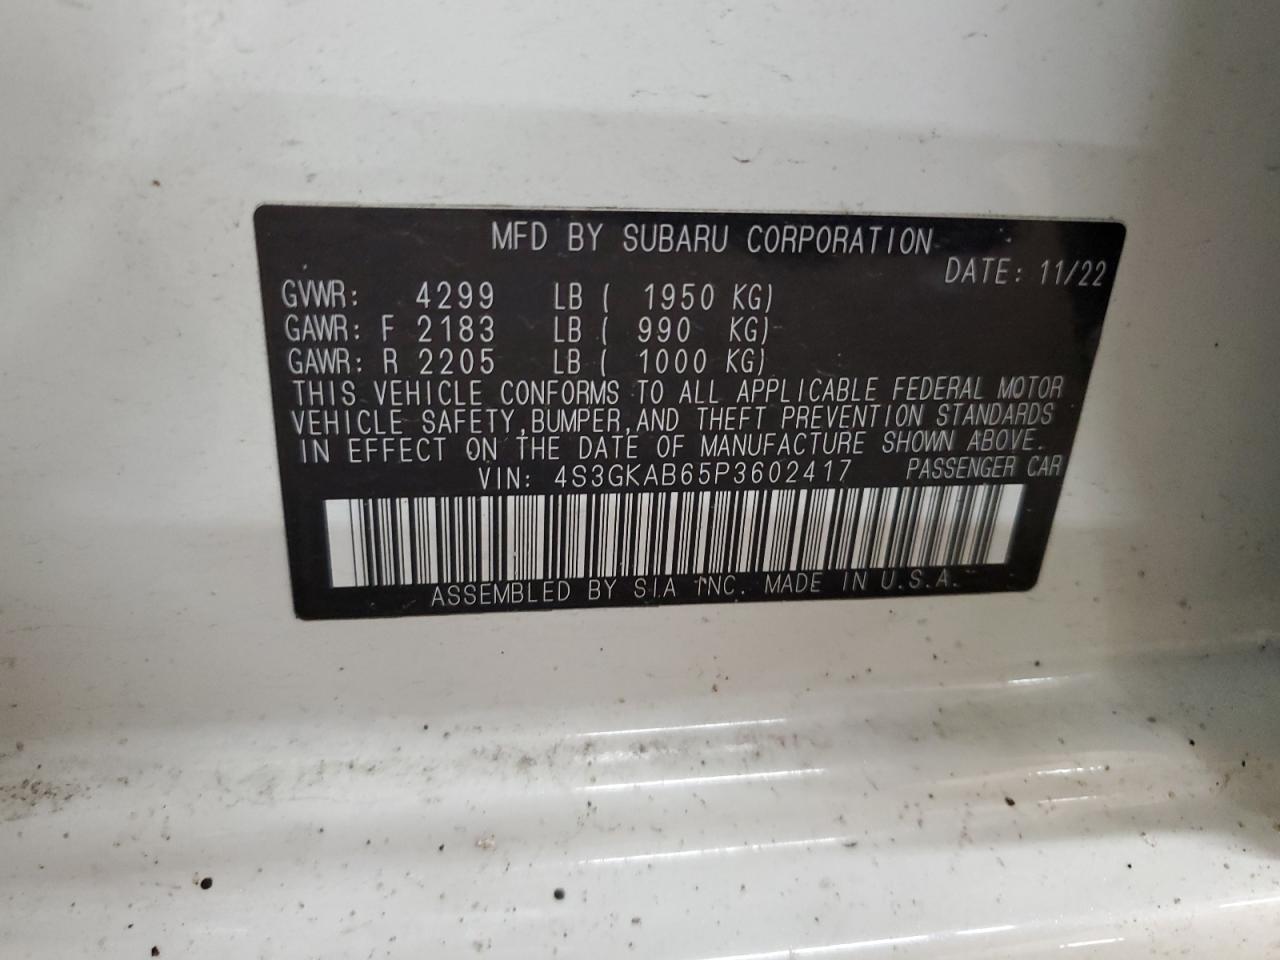 MFD BY SUBARU CORPORATION
DATE: 11/22
GVWR: 4299 LB ( 1950 KG)
GAWR: F 2183 LB ( 990 KG)
GAWR: R 2205 LB ( 1000 KG)
THIS VEHICLE CONFORMS TO ALL APPLICABLE FEDERAL MOTOR
VEHICLE SAFETY,BUMPER,AND THEFT PREVENTION STANDARDS
IN EFFECT ON THE DATE OF MANUFACTURE SHOWN ABOVE.
VIN: 4S3GKAB65P3602417 PASSENGER CAR
ASSEMBLED BY SIA INC. MADE IN U.S.A.